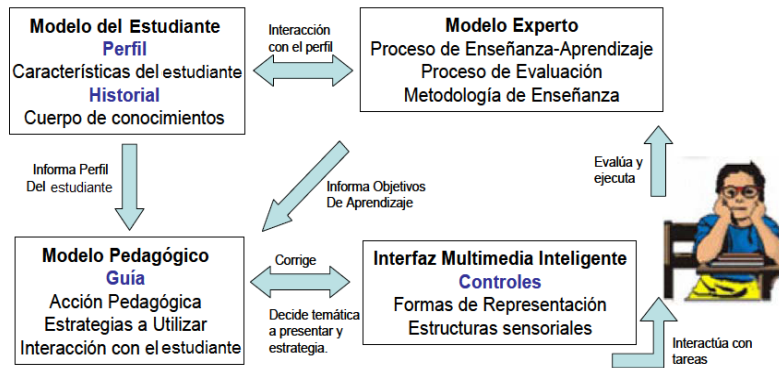 Modelo del Estudiante
Perfil
Características del estudiante
Historial
Cuerpo de conocimientos
Interacción
con el perfil
Modelo Experto
Proceso de Enseñanza-Aprendizaje
Proceso de Evaluación
Metodología de Enseñanza
Informa Perfil
Del estudiante
Informa Objetivos
De Aprendizaje
Evalúa y
ejecuta
Modelo Pedagógico
Guía
Acción Pedagógica
Estrategias a Utilizar
Interacción con el estudiante
Corrige
Decide temática
a presentar y
estrategia.
Interfaz Multimedia Inteligente
Controles
Formas de Representación
Estructuras sensoriales
Interactúa con
tareas